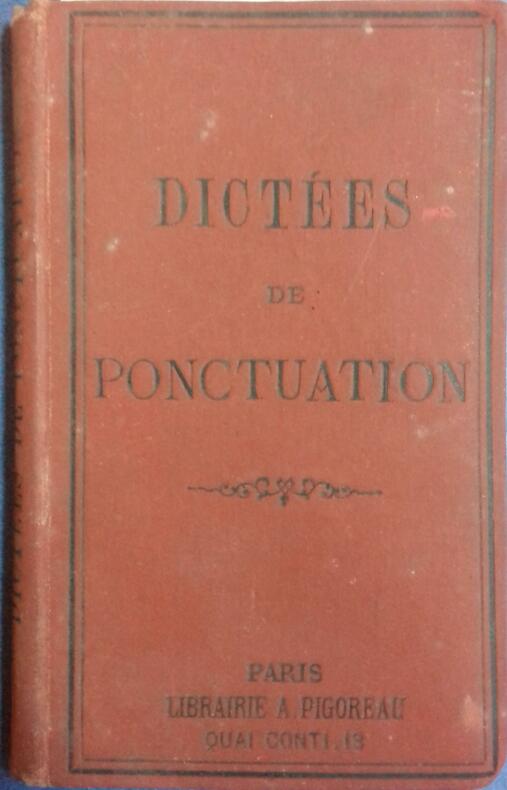 DICTÉES
DE
PONCTUATION
PARIS
LIBRAIRIE A. PIGOREAU
QUAI CONTI, 13